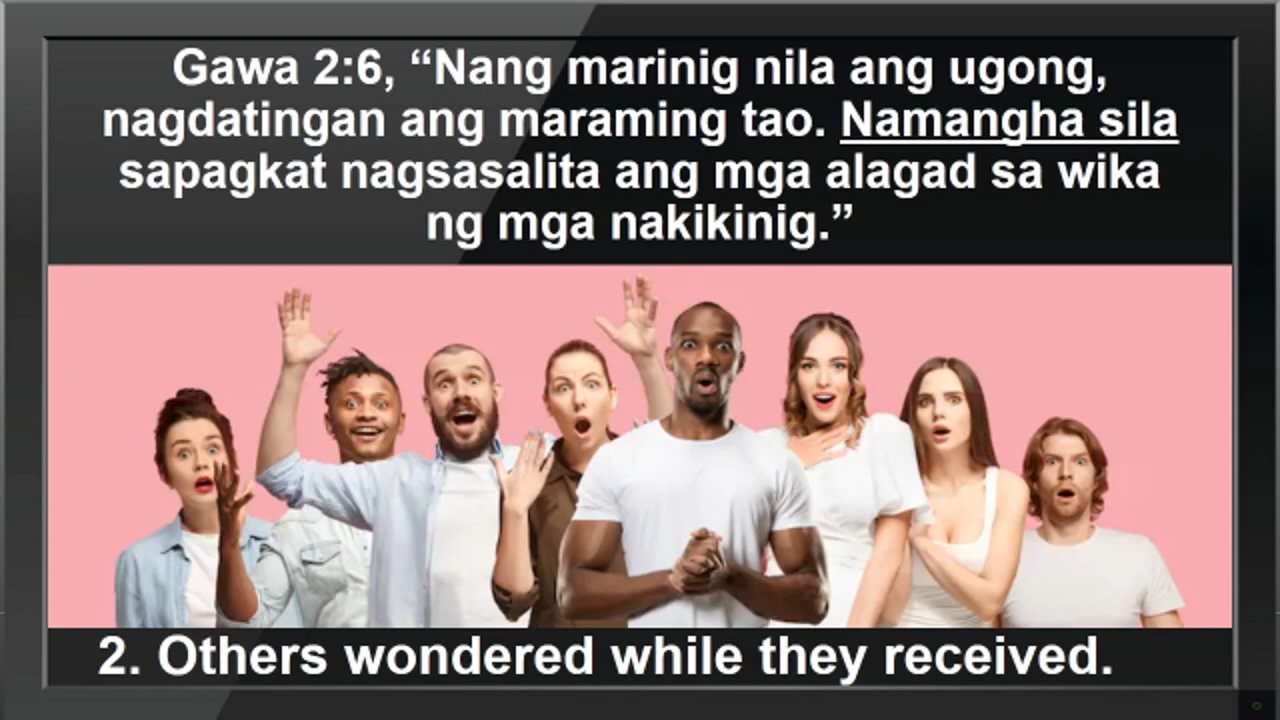 Gawa 2:6, “Nang marinig nila ang ugong,
nagdatingan ang maraming tao. Namangha sila
sapagkat nagsasalita ang mga alagad sa wika
ng mga nakikinig.”
2. Others wondered while they received.